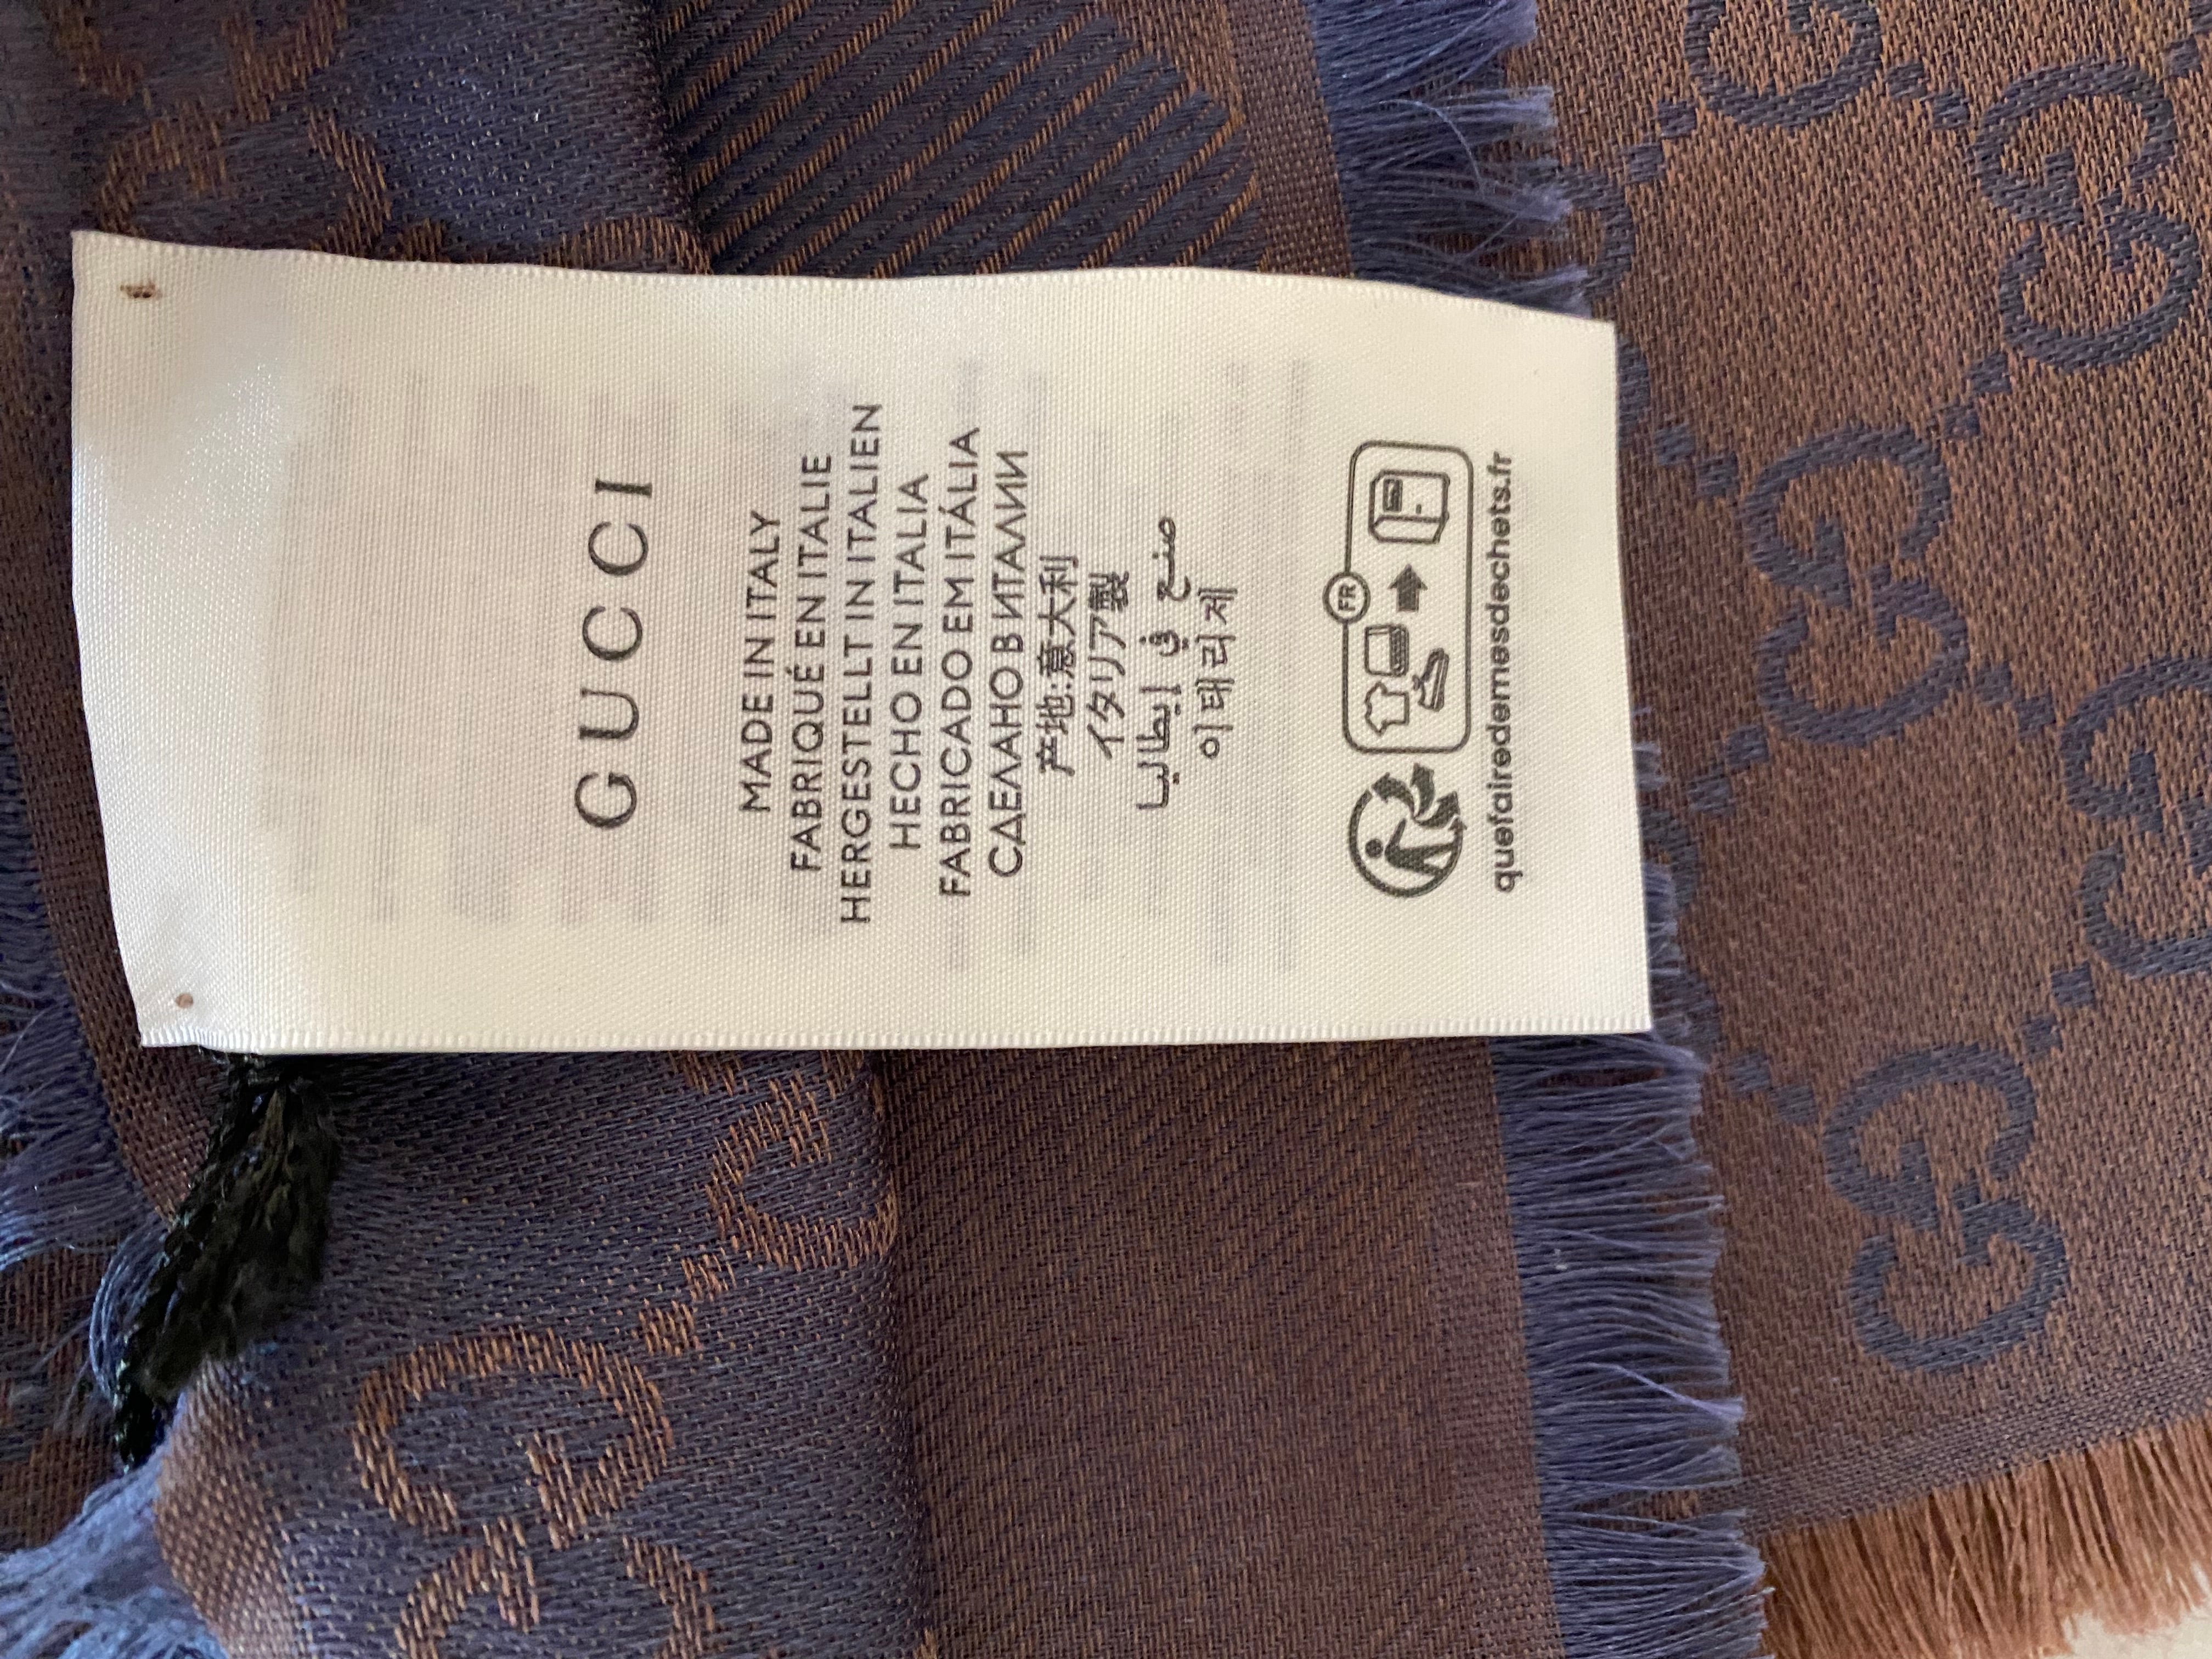 GUCCI
MADE IN ITALY
FABRIQUÉ EN ITALIE
HERGESTELLT IN ITALIEN
HECHO EN ITALIA
FABRICADO EM ITÁLIA
СДЕЛАНО В ИТАЛИИ
产地:意大利
イタリア製
صنع في إيطاليا
이태리제
FR
quefairedemesdechets.fr